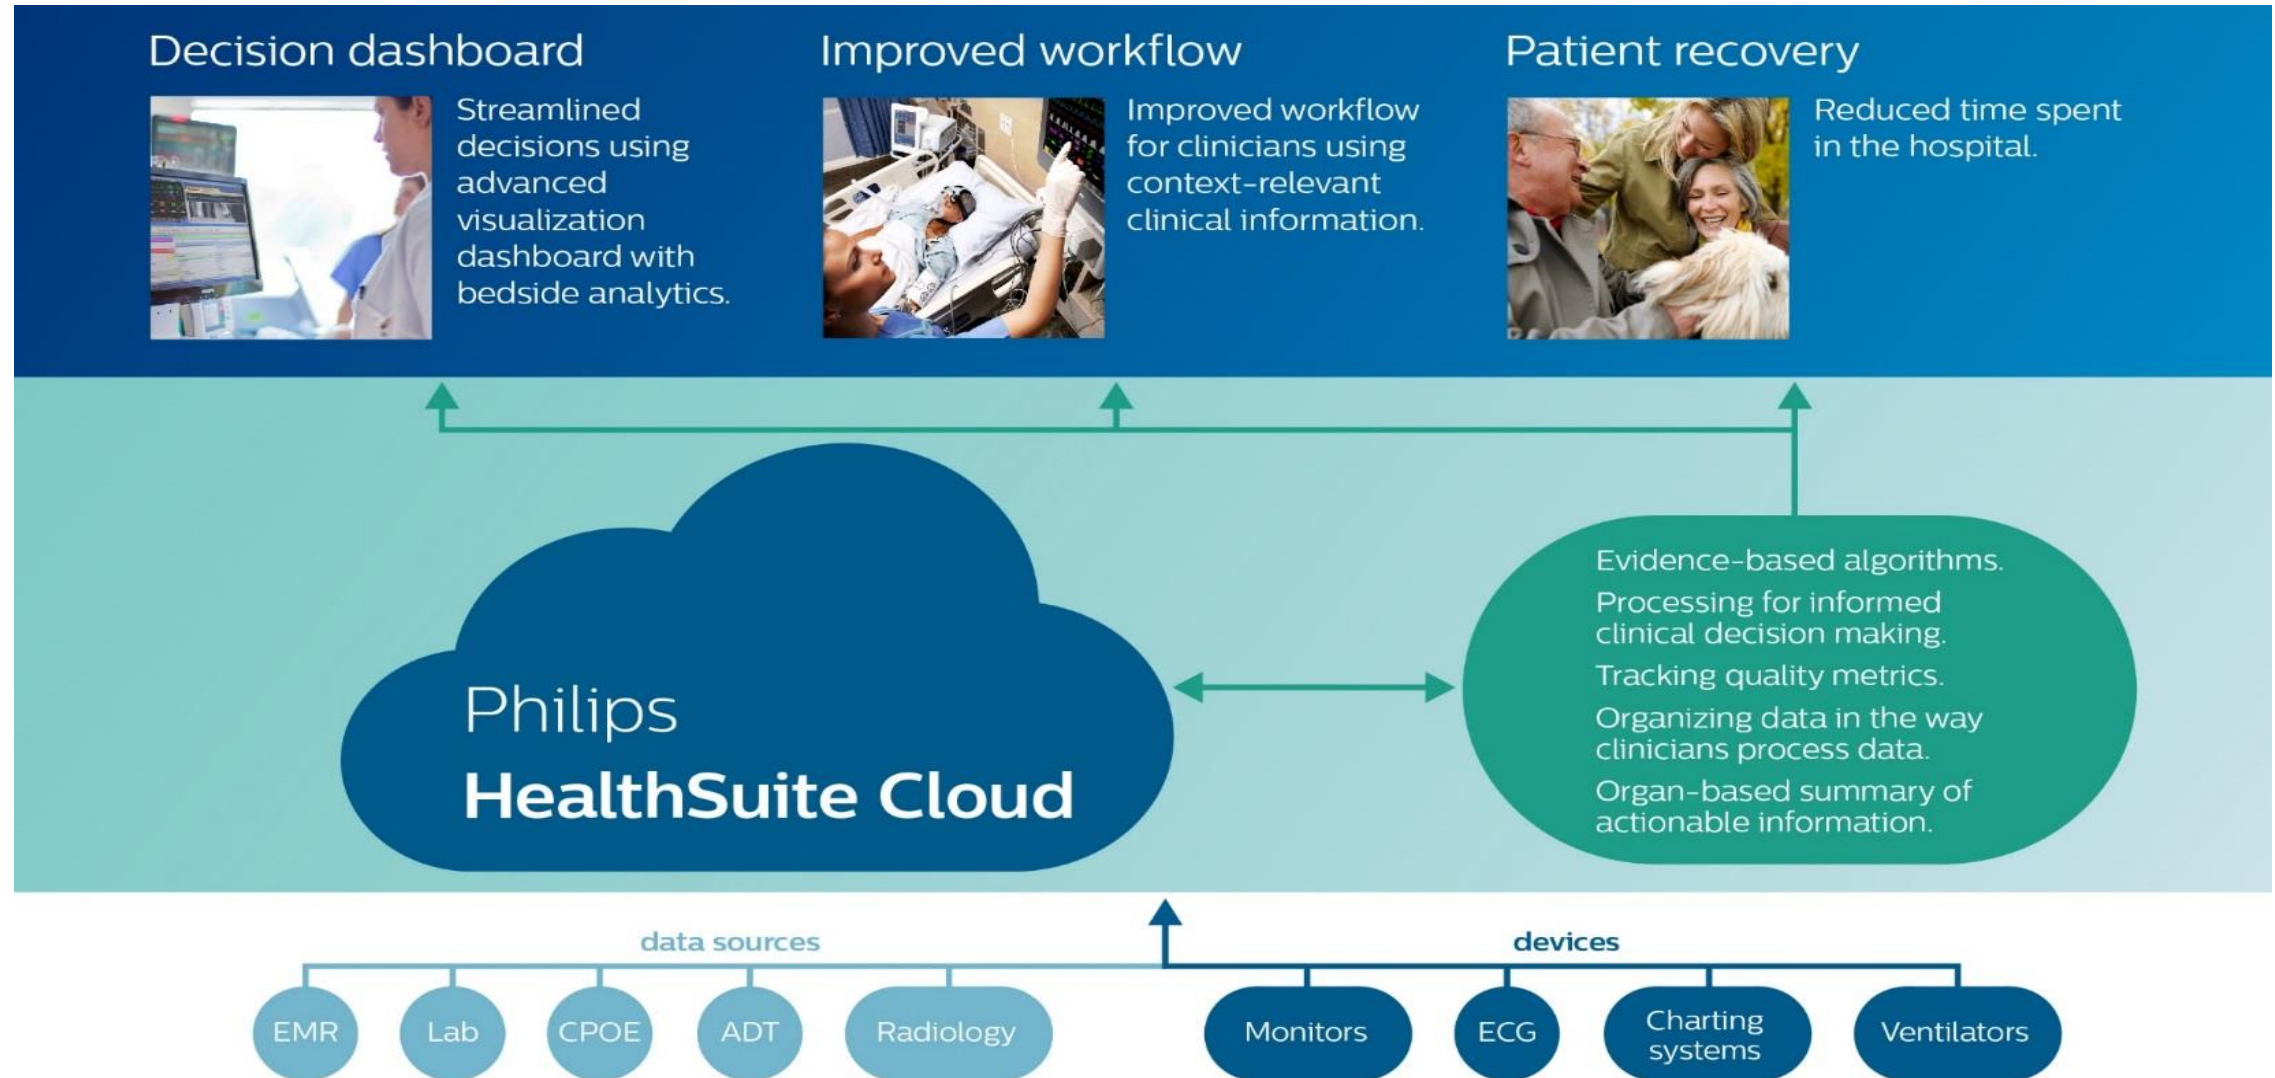 Decision dashboard
Streamlined
decisions using
advanced
visualization
dashboard with
bedside analytics.
Improved workflow
Improved workflow
for clinicians using
context-relevant
clinical information.
Patient recovery
Reduced time spent
in the hospital.
Philips
HealthSuite Cloud
Evidence-based algorithms.
Processing for informed
clinical decision making.
Tracking quality metrics.
Organizing data in the way
clinicians process data.
Organ-based summary of
actionable information.
data sources
EMR
Lab
CPOE
ADT
Radiology
devices
Monitors
ECG
Charting
systems
Ventilators